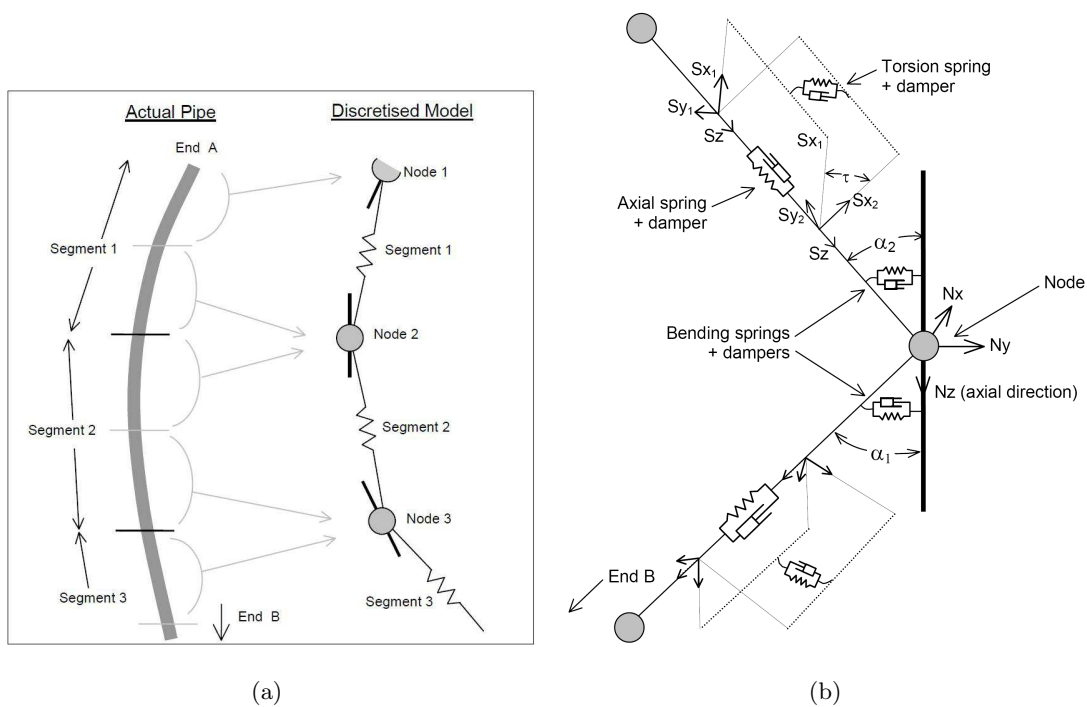 Actual Pipe
Discretised Model
End A
Node 1
Segment 1
Segment 1
Node 2
Segment 2
Segment 2
Node 3
Segment 3
Segment 3
End B
(a)
Torsion spring
+ damper
Sx1
Sy1
Sz
Sx1
τ
Axial spring
+ damper
Sx2
Sy2
Sz
α2
Node
Nx
Bending springs
+ dampers
Ny
Nz (axial direction)
α1
End B
(b)